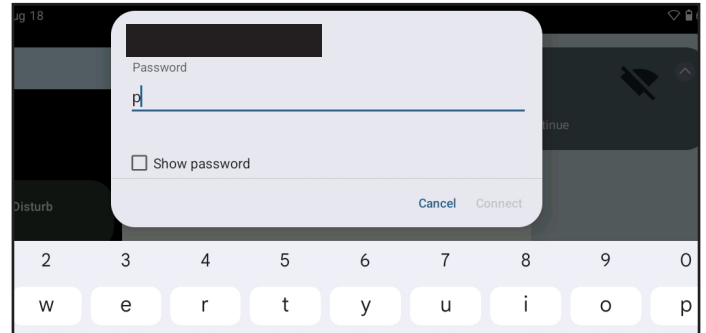 ug 18
Password
p
tinue
Show password
Disturb
Cancel Connect
2 3 4 5 6 7 8 9 0
w e r t y u i o p